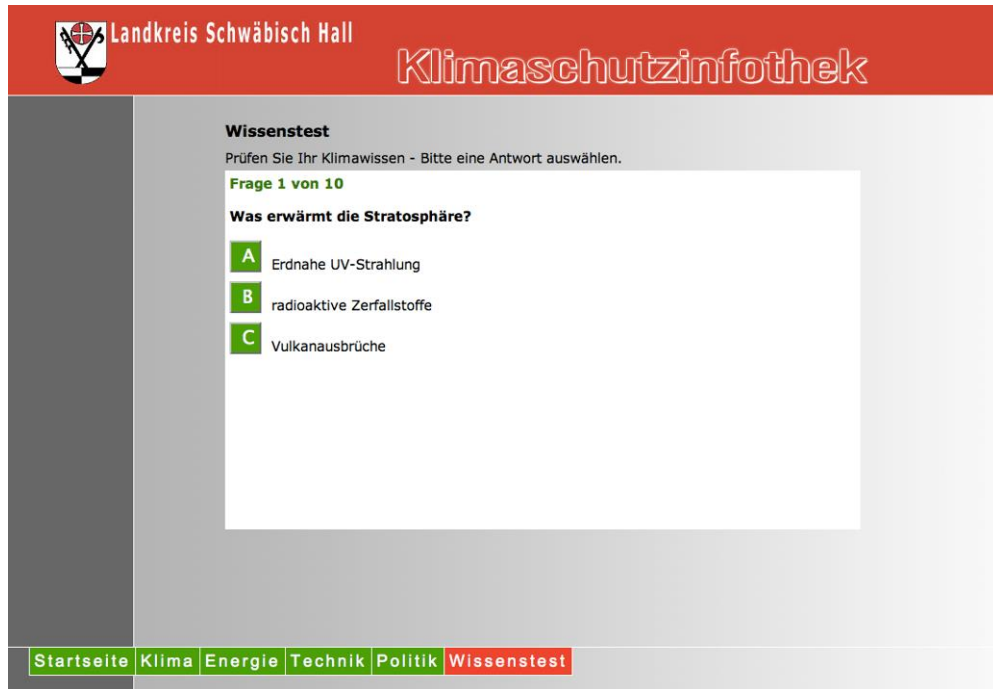 Landkreis Schwäbisch Hall
Klimaschutzinfothek
Wissenstest
Prüfen Sie Ihr Klimawissen - Bitte eine Antwort auswählen.
Frage 1 von 10
Was erwärmt die Stratosphäre?
A Erdnahe UV-Strahlung
B radioaktive Zerfallstoffe
C Vulkanausbrüche
Startseite Klima Energie Technik Politik Wissenstest